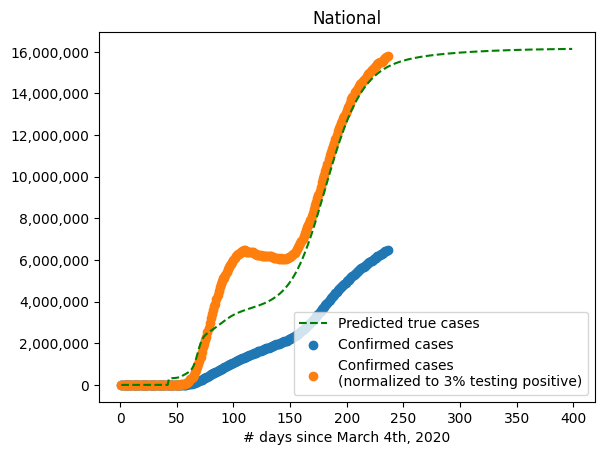 National
16,000,000
14,000,000
12,000,000
10,000,000
8,000,000
6,000,000
4,000,000
2,000,000
0
Predicted true cases
Confirmed cases
Confirmed cases
(normalized to 3% testing positive)
0 50 100 150 200 250 300 350 400
# days since March 4th, 2020